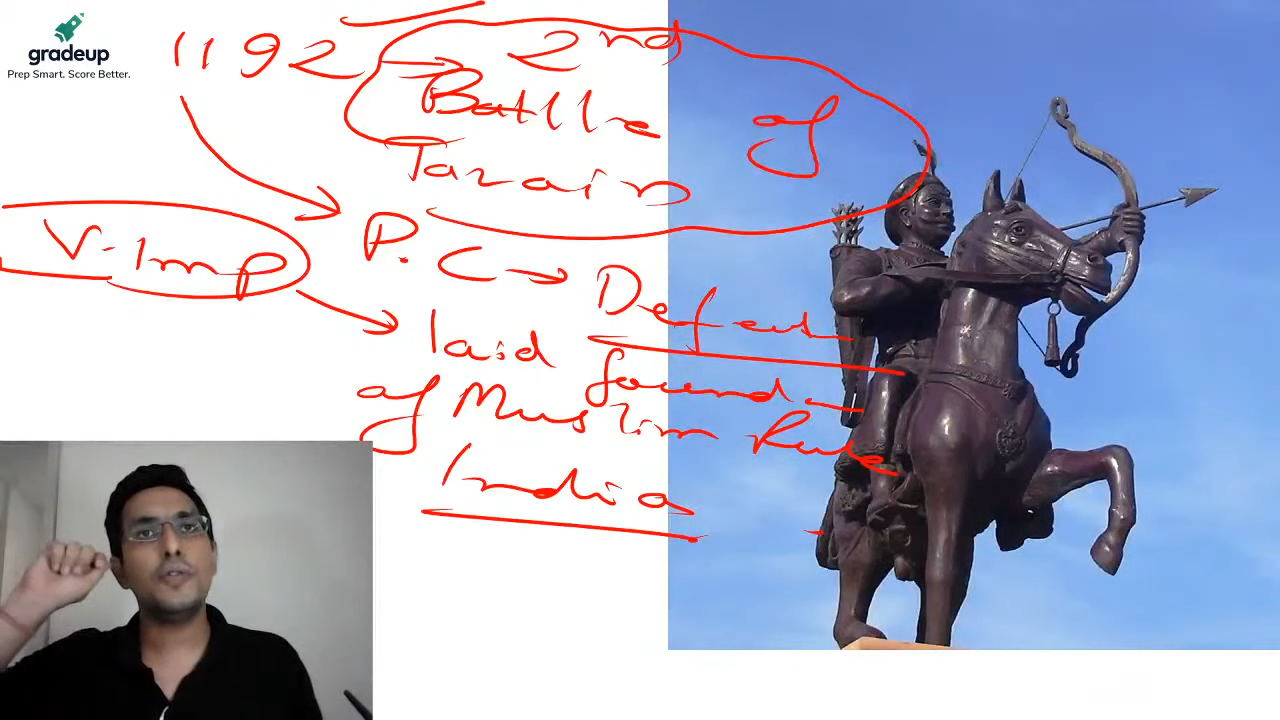 gradeup
Prep Smart. Score Better.
1192 → 2nd
Battle of
Tarain
P.C → Defeat
V. Imp
laid found
of Muslim Rule
India